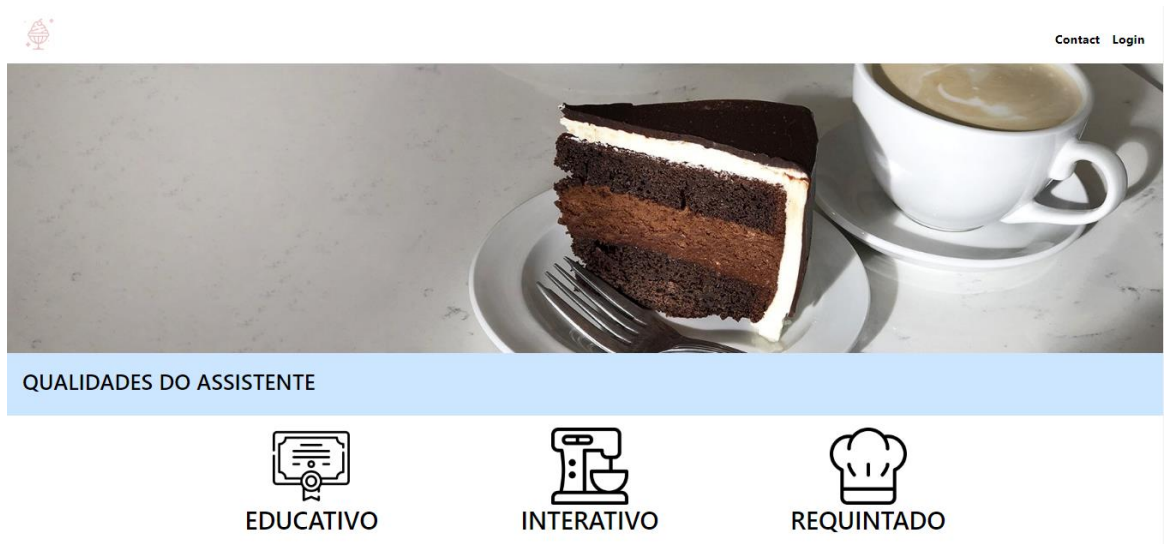 Contact Login
QUALIDADES DO ASSISTENTE
EDUCATIVO INTERATIVO REQUINTADO